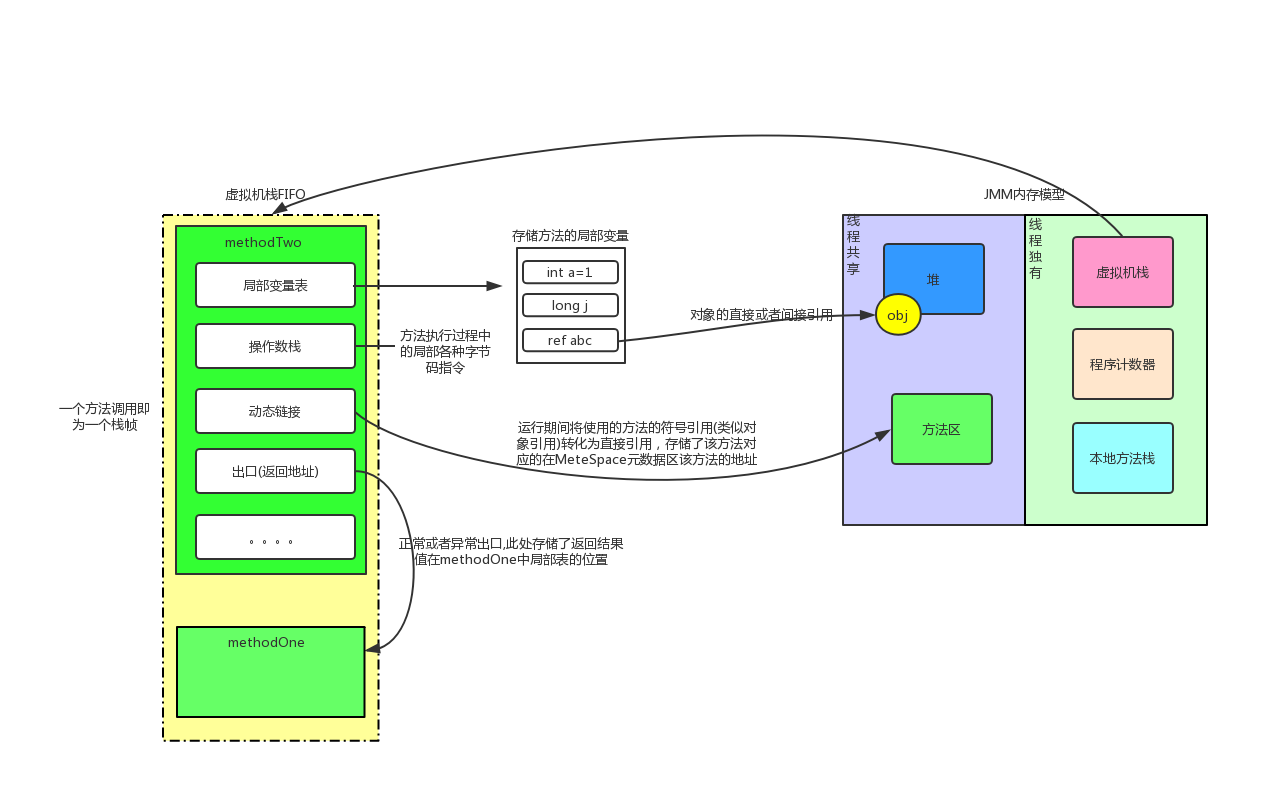 虚拟机栈FIFO
JMM内存模型
methodTwo
局部变量表
操作数栈
动态链接
出口(返回地址)
。。。。
methodOne
一个方法调用即
为一个栈帧
存储方法的局部变量
int a=1
long j
ref abc
方法执行过程中
的局部各种字节
码指令
对象的直接或者间接引用
运行期间将使用的方法的符号引用(类似对
象引用)转化为直接引用，存储了该方法对
应的在MeteSpace元数据区该方法的地址
正常或者异常出口,此处存储了返回结果
值在methodOne中局部表的位置
线
程
共
享
堆
obj
方法区
线
程
独
有
虚拟机栈
程序计数器
本地方法栈